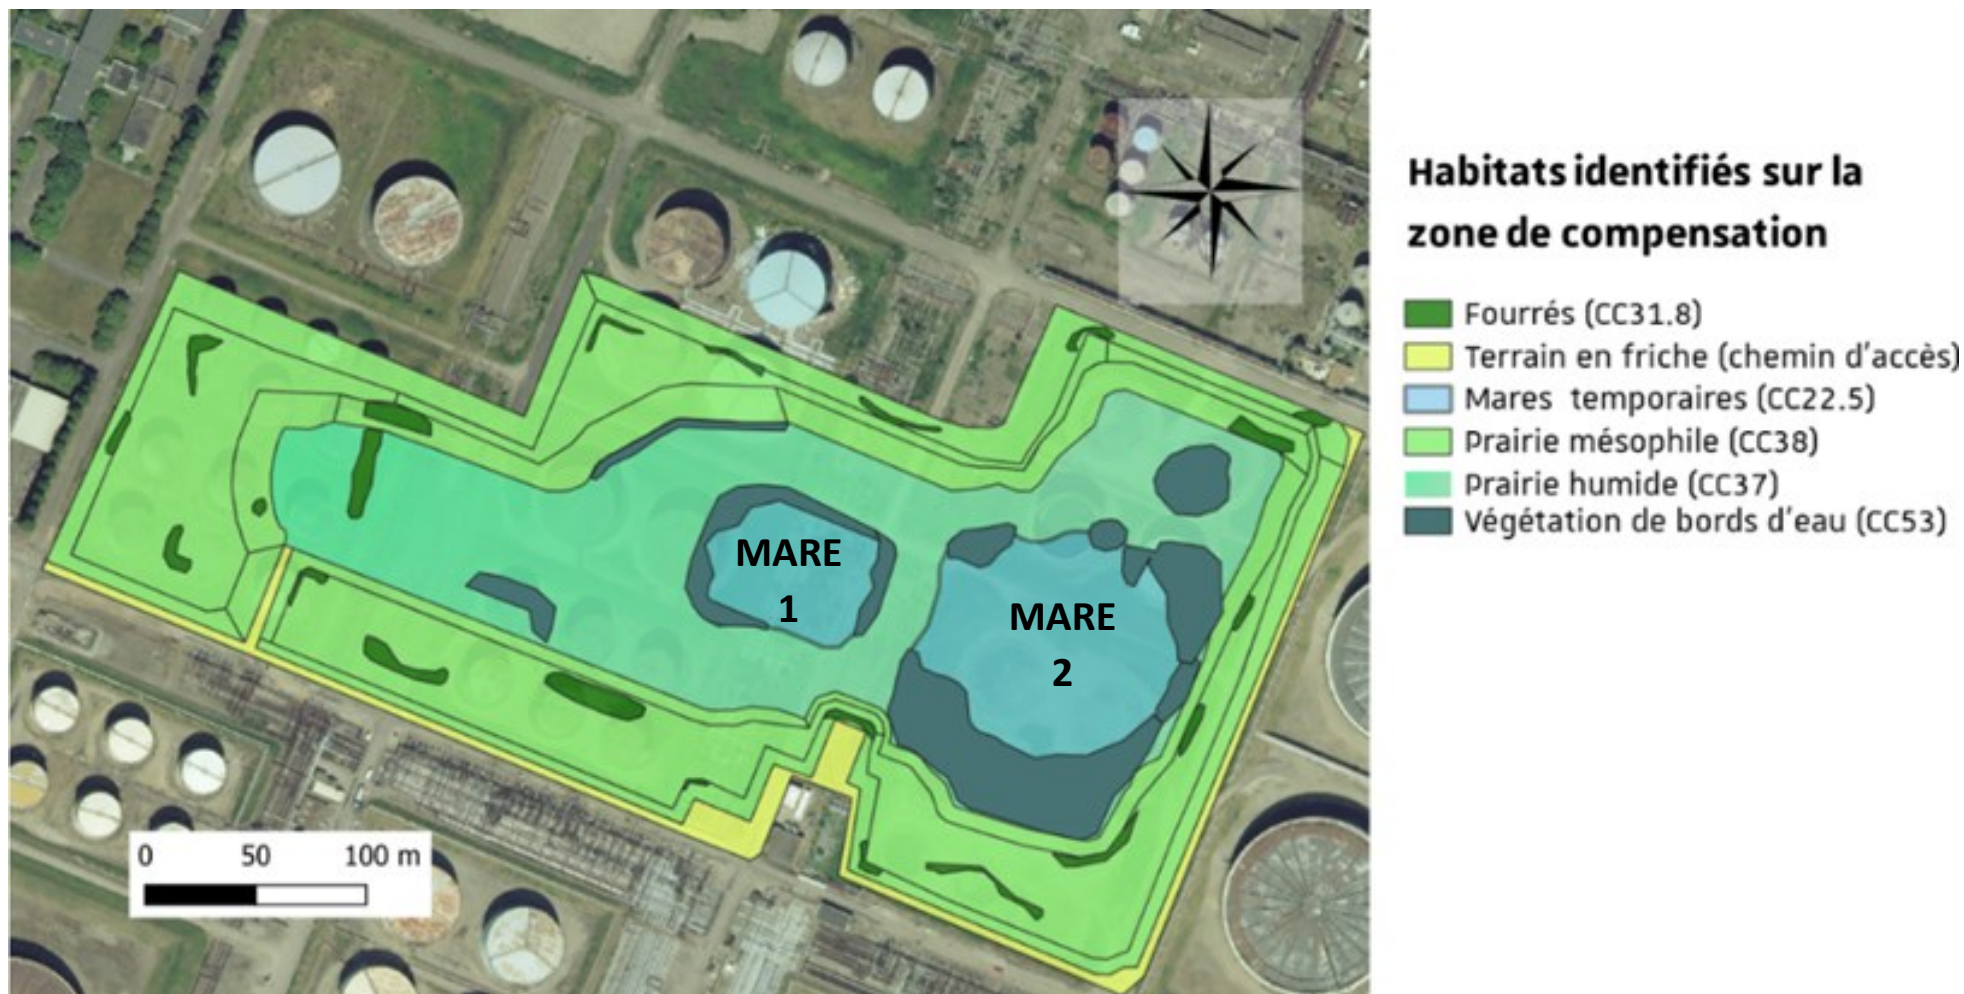 Habitats identifiés sur la
zone de compensation
Fourrés (CC31.8)
Terrain en friche (chemin d'accès)
Mares temporaires (CC22.5)
Prairie mésophile (CC38)
Prairie humide (CC37)
Végétation de bords d'eau (CC53)
MARE
1
MARE
2
0 50 100 m